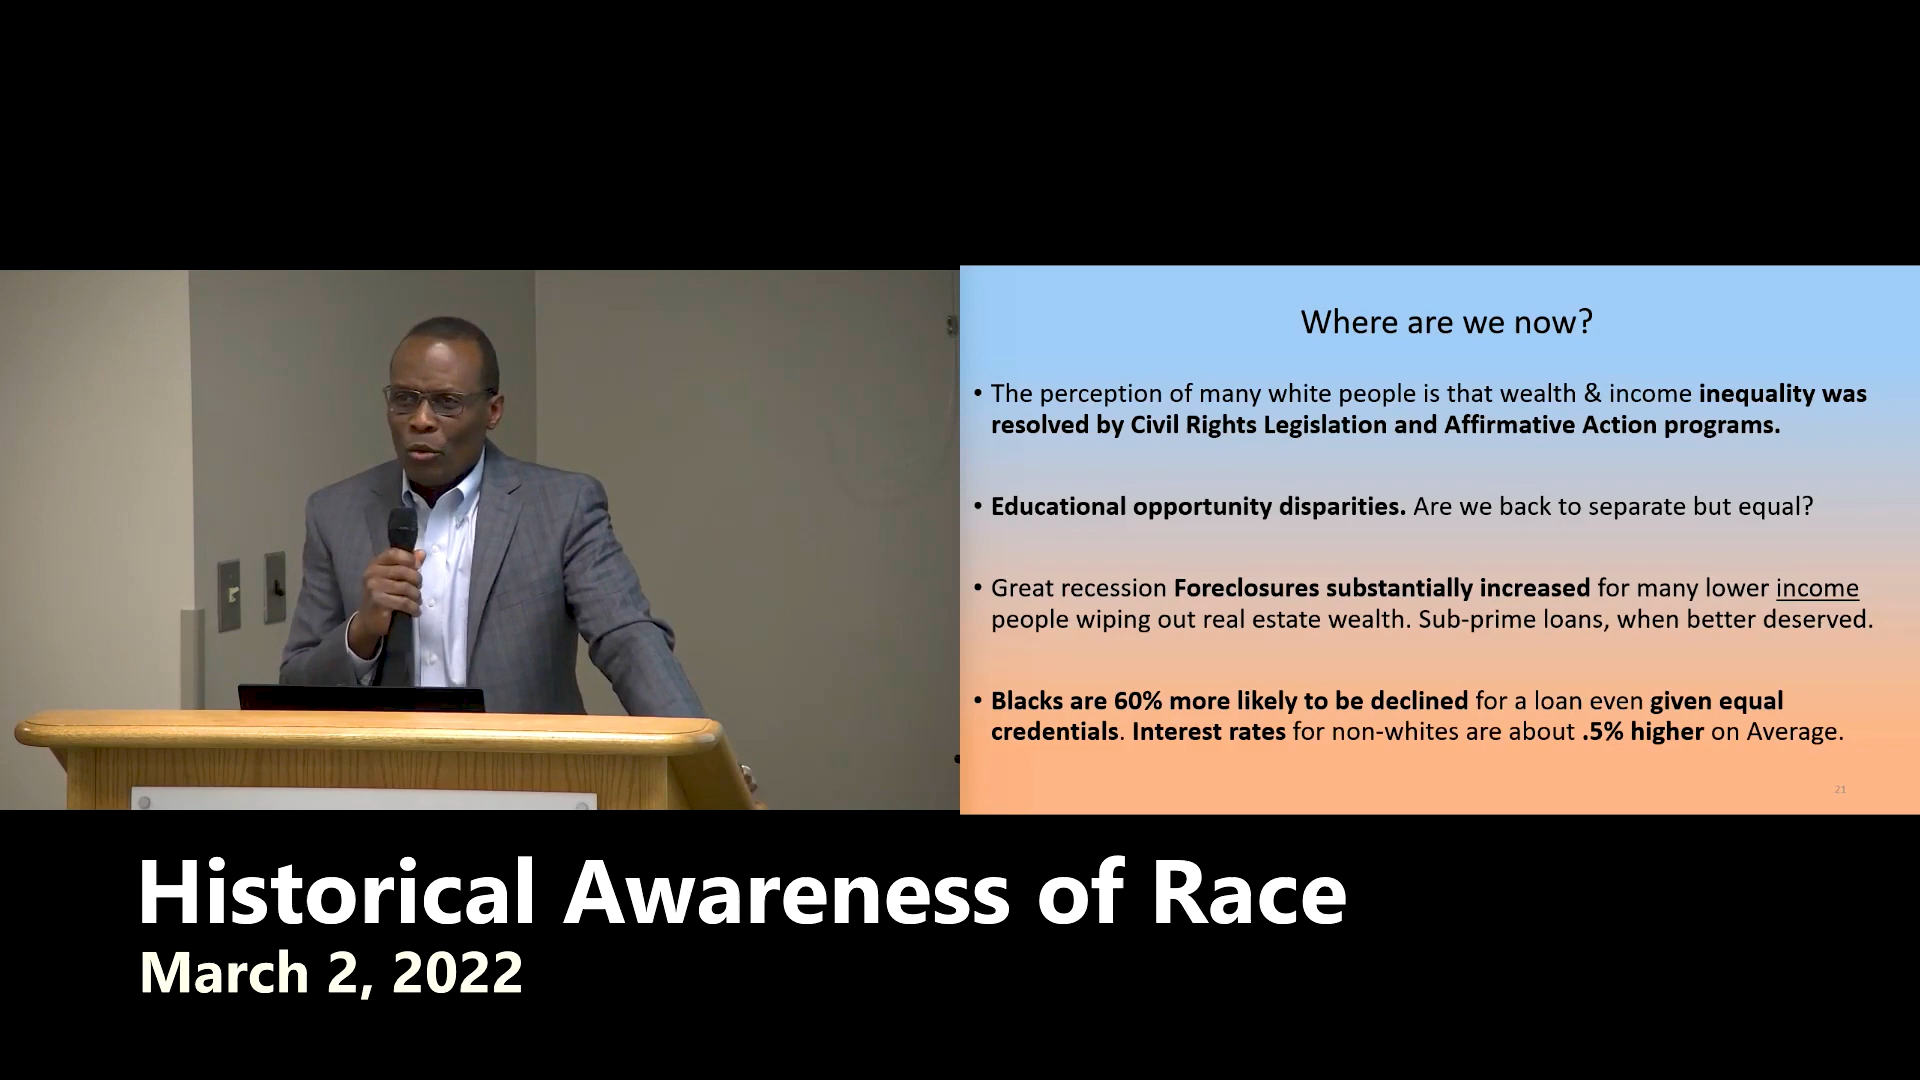 Where are we now?
• The perception of many white people is that wealth & income inequality was
resolved by Civil Rights Legislation and Affirmative Action programs.
• Educational opportunity disparities. Are we back to separate but equal?
• Great recession Foreclosures substantially increased for many lower income
people wiping out real estate wealth. Sub-prime loans, when better deserved.
• Blacks are 60% more likely to be declined for a loan even given equal
credentials. Interest rates for non-whites are about .5% higher on Average.
21
Historical Awareness of Race
March 2, 2022